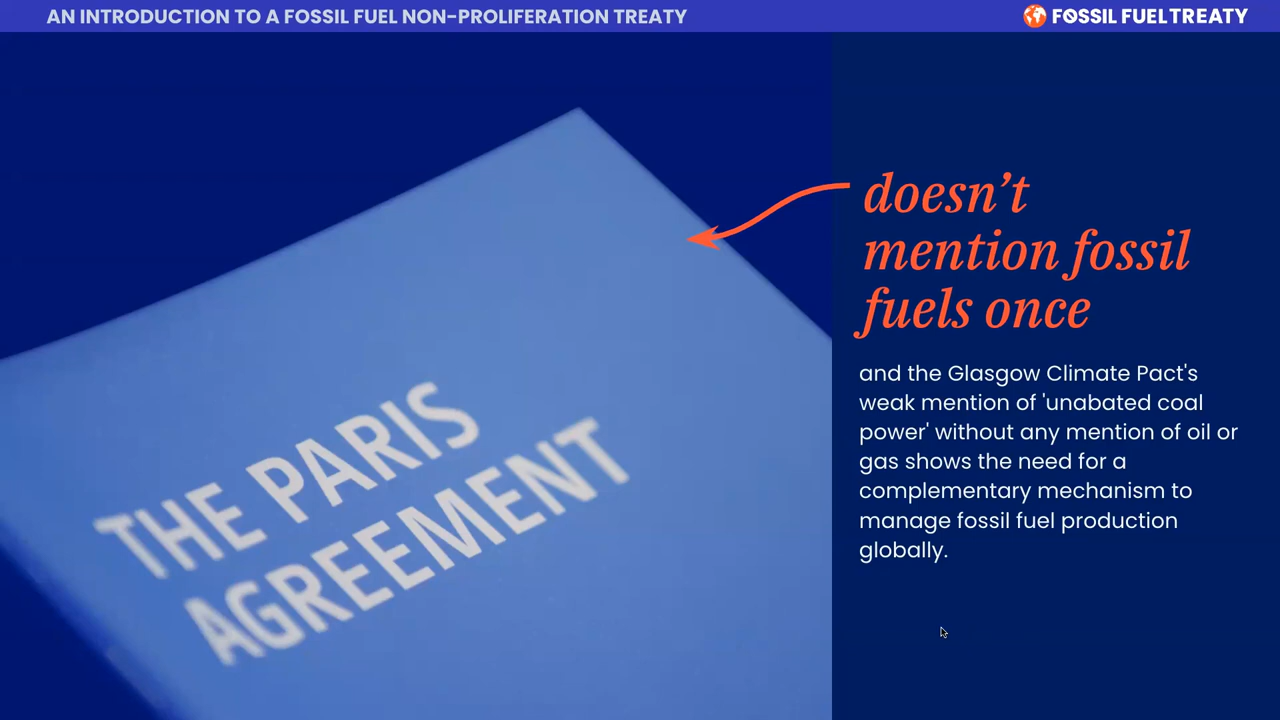 AN INTRODUCTION TO A FOSSIL FUEL NON-PROLIFERATION TREATY
FOSSIL FUEL TREATY
doesn’t
mention fossil
fuels once
and the Glasgow Climate Pact's
weak mention of 'unabated coal
power' without any mention of oil or
gas shows the need for a
complementary mechanism to
manage fossil fuel production
globally.
THE PARIS
AGREEMENT